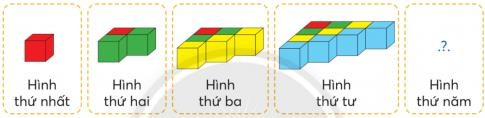 .?.
Hình
thứ nhất
Hình
thứ hai
Hình
thứ ba
Hình
thứ tư
Hình
thứ năm